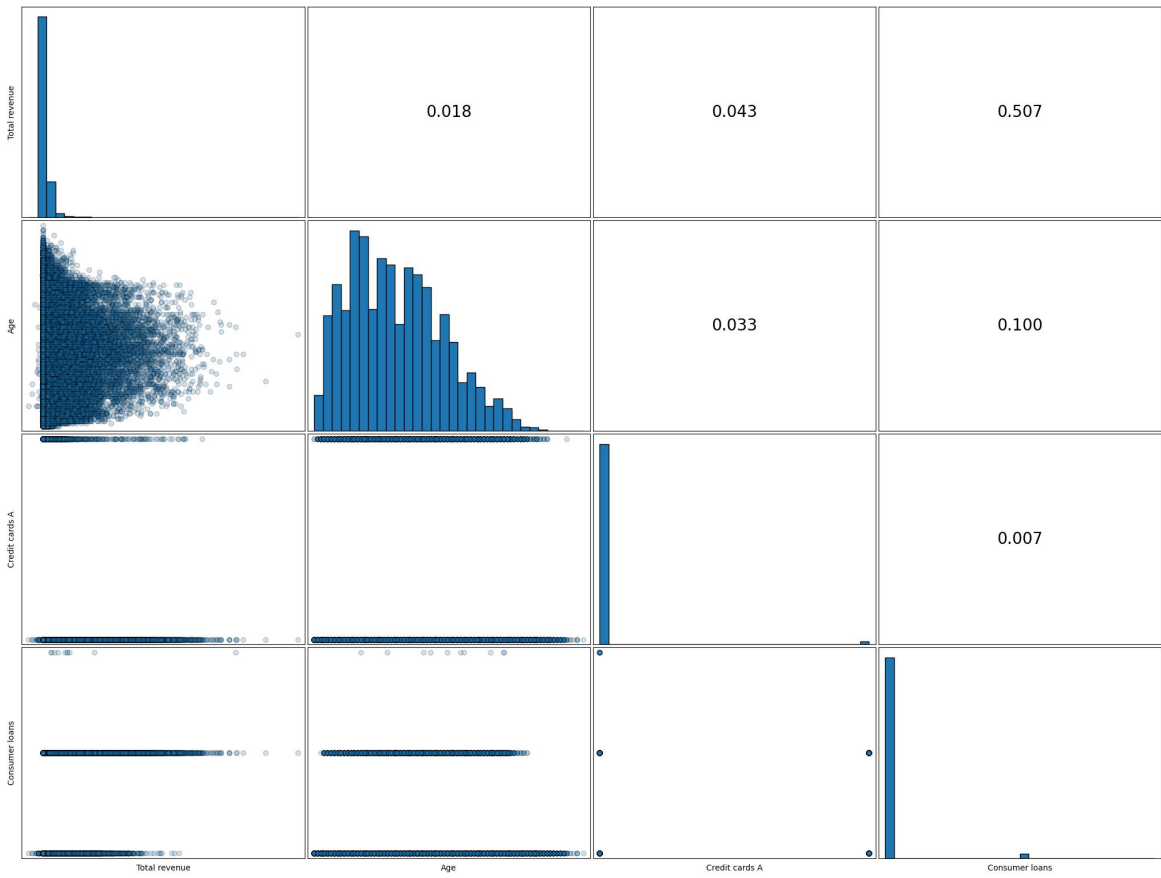 Total revenue
0.018
0.043
0.507
Age
0.033
0.100
Credit cards A
0.007
Consumer loans
Total revenue
Age
Credit cards A
Consumer loans